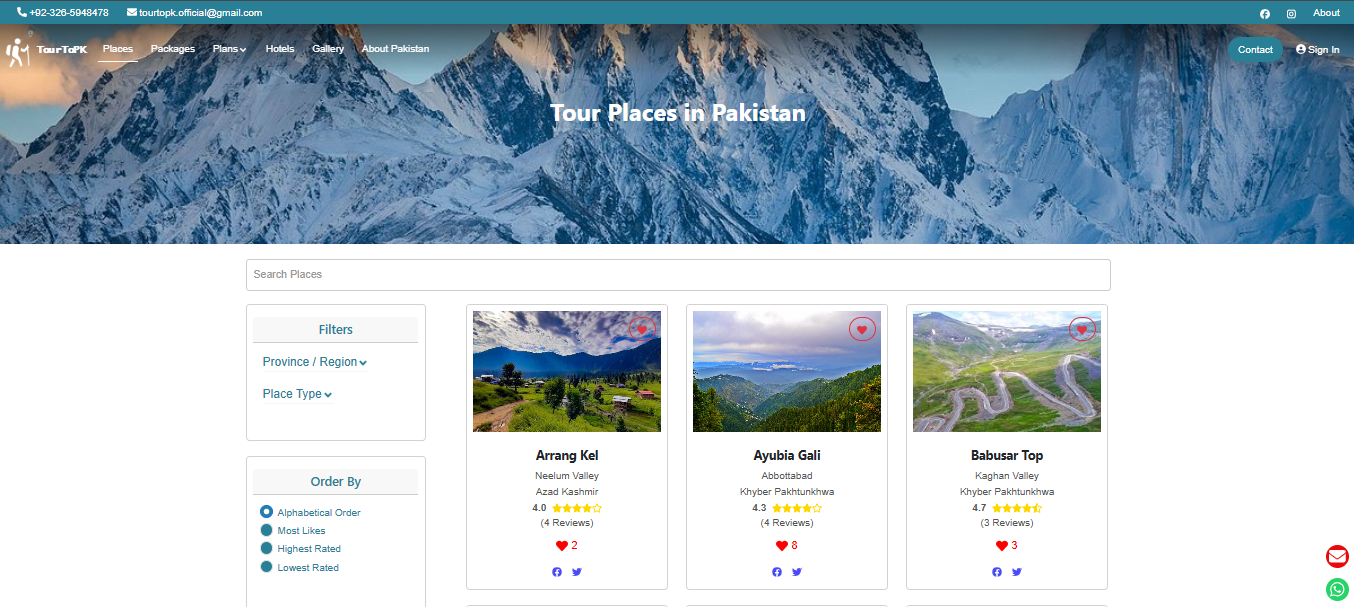 +92-326-5948478 tourtopk.official@gmail.com About
TourToPK Places Packages Plans Hotels Gallery About Pakistan Contact Sign In
Tour Places in Pakistan
Search Places
Filters
Province / Region
Place Type
Order By
Alphabetical Order
Most Likes
Highest Rated
Lowest Rated
Arrang Kel
Neelum Valley
Azad Kashmir
4.0
(4 Reviews)
2
Ayubia Gali
Abbottabad
Khyber Pakhtunkhwa
4.3
(4 Reviews)
8
Babusar Top
Kaghan Valley
Khyber Pakhtunkhwa
4.7
(3 Reviews)
3